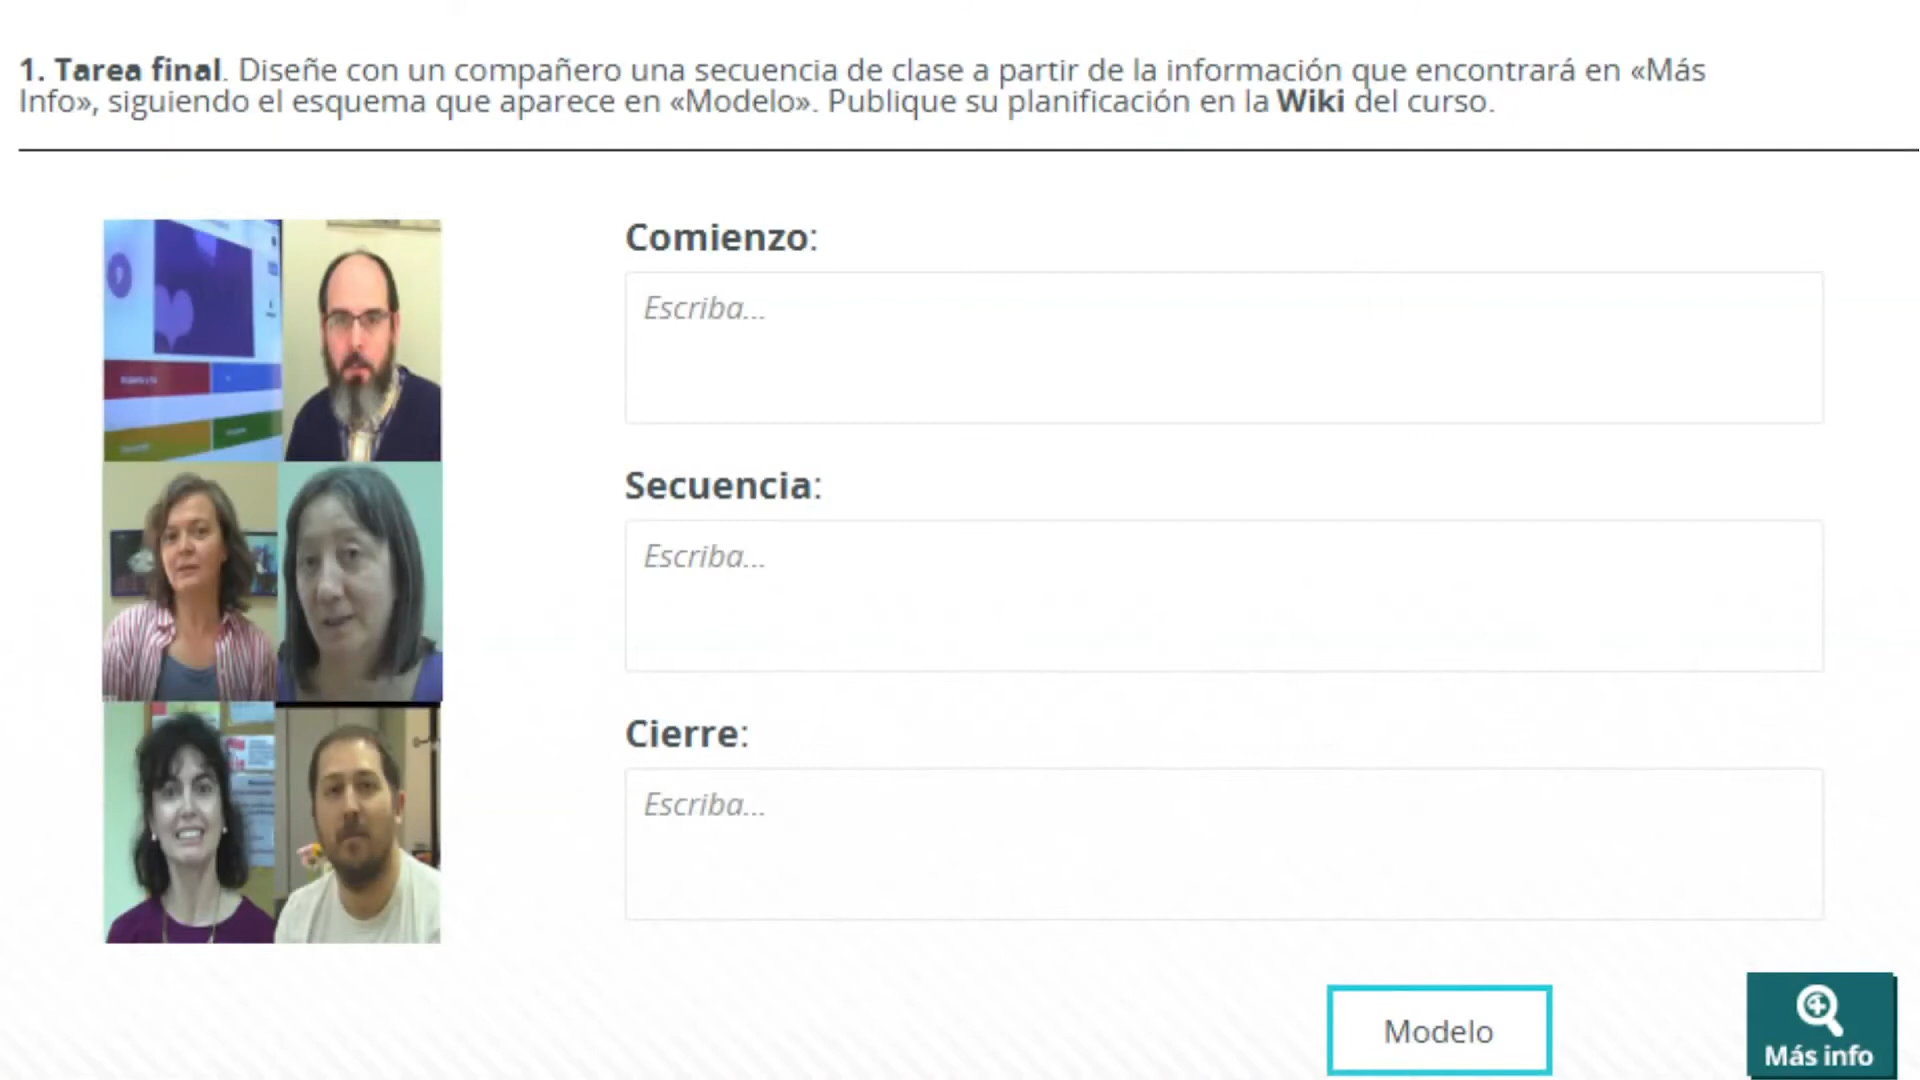 1. Tarea final. Diseñe con un compañero una secuencia de clase a partir de la información que encontrará en «Más
Info», siguiendo el esquema que aparece en «Modelo». Publique su planificación en la Wiki del curso.
Comienzo:
Escriba...
Secuencia:
Escriba...
Cierre:
Escriba...
Modelo
Más info